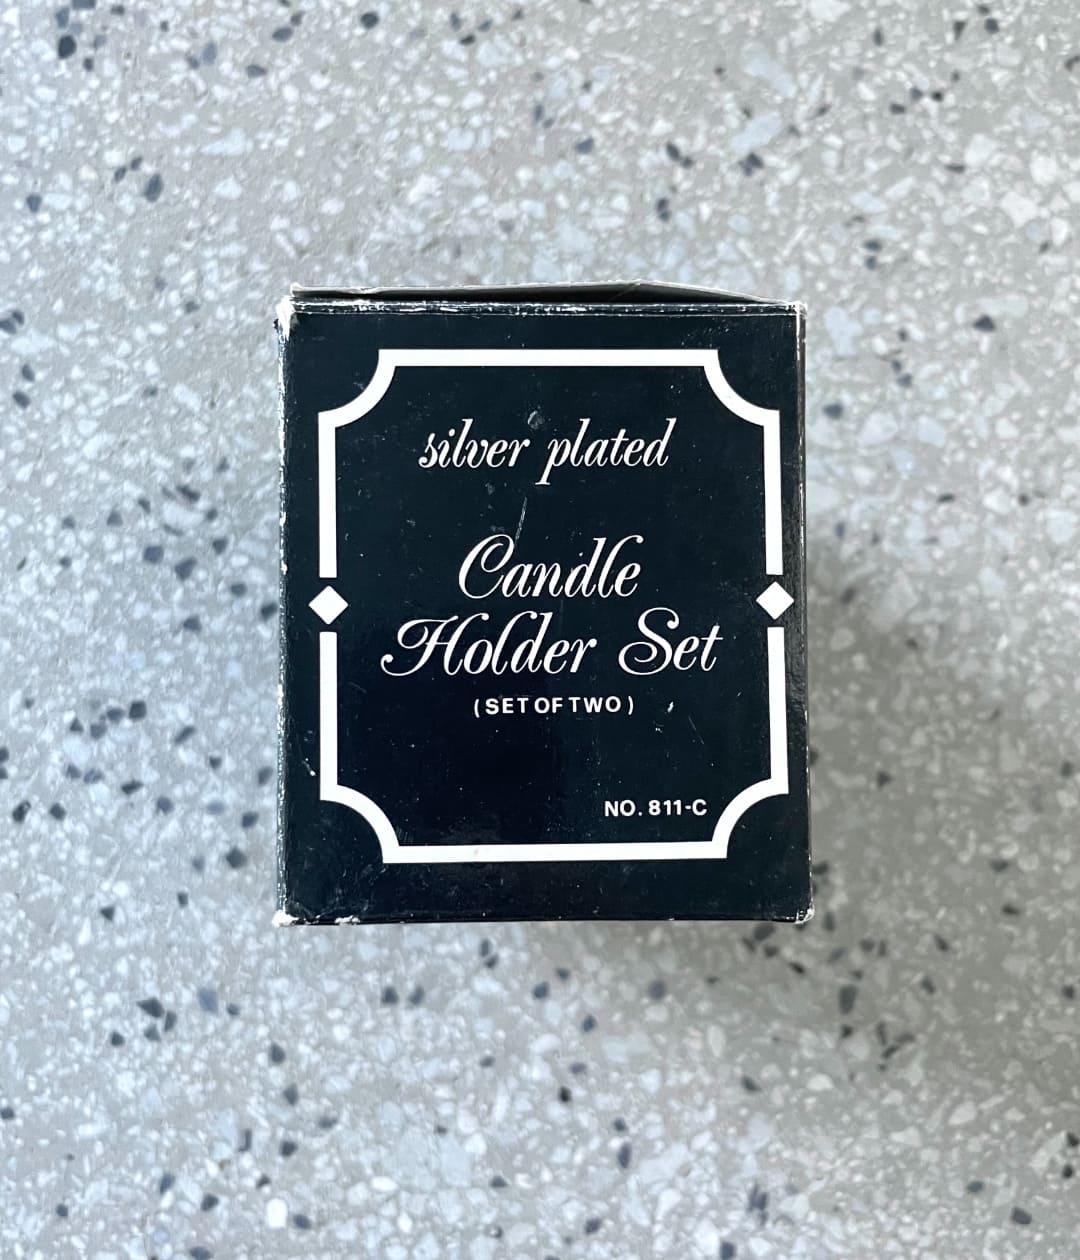 silver plated
Candle
Holder Set
(SET OF TWO)
NO. 811-C